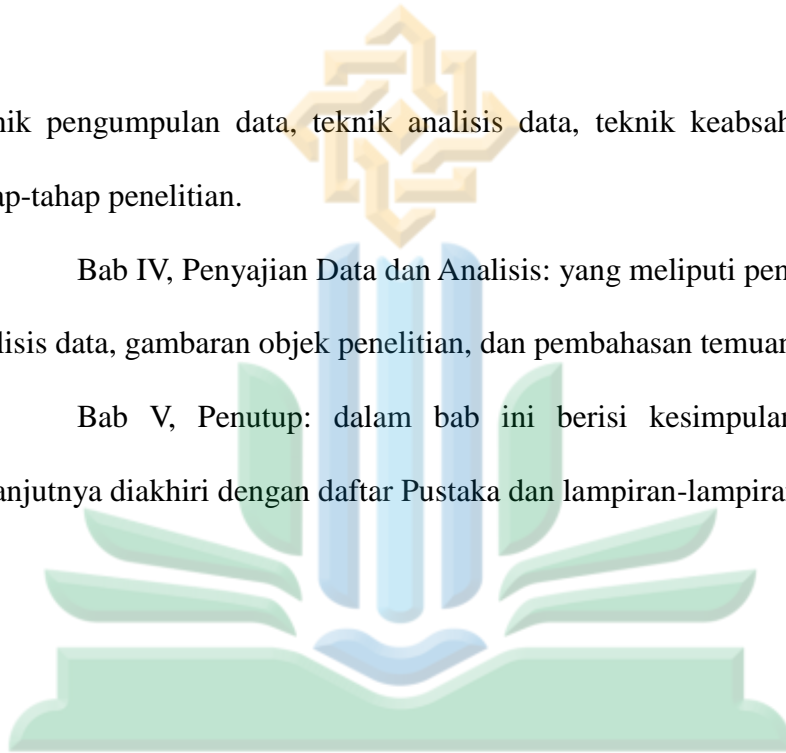 nik pengumpulan data, teknik analisis data, teknik keabsah
ap-tahap penelitian.
Bab IV, Penyajian Data dan Analisis: yang meliputi pen
lisis data, gambaran objek penelitian, dan pembahasan temuan
Bab V, Penutup: dalam bab ini berisi kesimpulan
anjutnya diakhiri dengan daftar Pustaka dan lampiran-lampiran